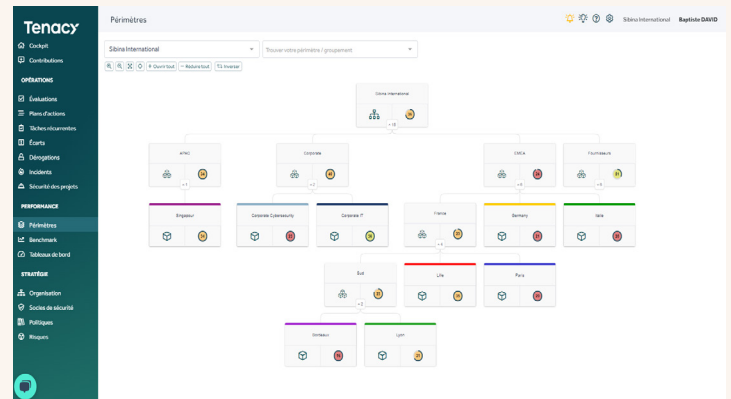 Tenacy
Périmètres
Sibina International
Baptiste DAVID
Cockpit
Contributions
OPÉRATIONS
Évaluations
Plans d'actions
Tâches récurrentes
Écarts
Dérogations
Incidents
Sécurité des projets
PERFORMANCE
Périmètres
Benchmark
Tableaux de bord
STRATÉGIE
Organisation
Socles de sécurité
Politiques
Risques
Sibina International
Trouver votre périmètre / groupement
+ Ouvrir tout
− Réduire tout
Inverser
APAC
Corporate
EMEA
Fournisseurs
Singapour
Corporate Cybersecurity
Corporate IT
France
Germany
Italie
Sud
Lille
Paris
Bordeaux
Lyon